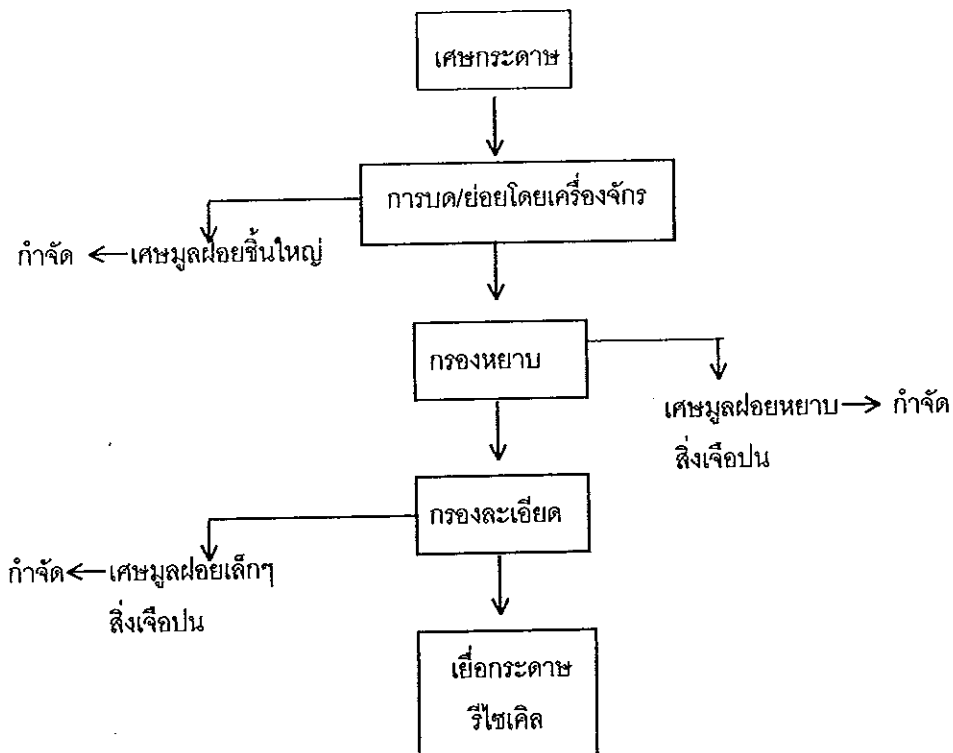 เศษกระดาษ
การบด/ย่อยโดยเครื่องจักร
กำจัด เศษมูลฝอยชิ้นใหญ่
กรองหยาบ
เศษมูลฝอยหยาบ กำจัด
สิ่งเจือปน
กรองละเอียด
กำจัด เศษมูลฝอยเล็กๆ
สิ่งเจือปน
เยื่อกระดาษ
รีไซเคิล